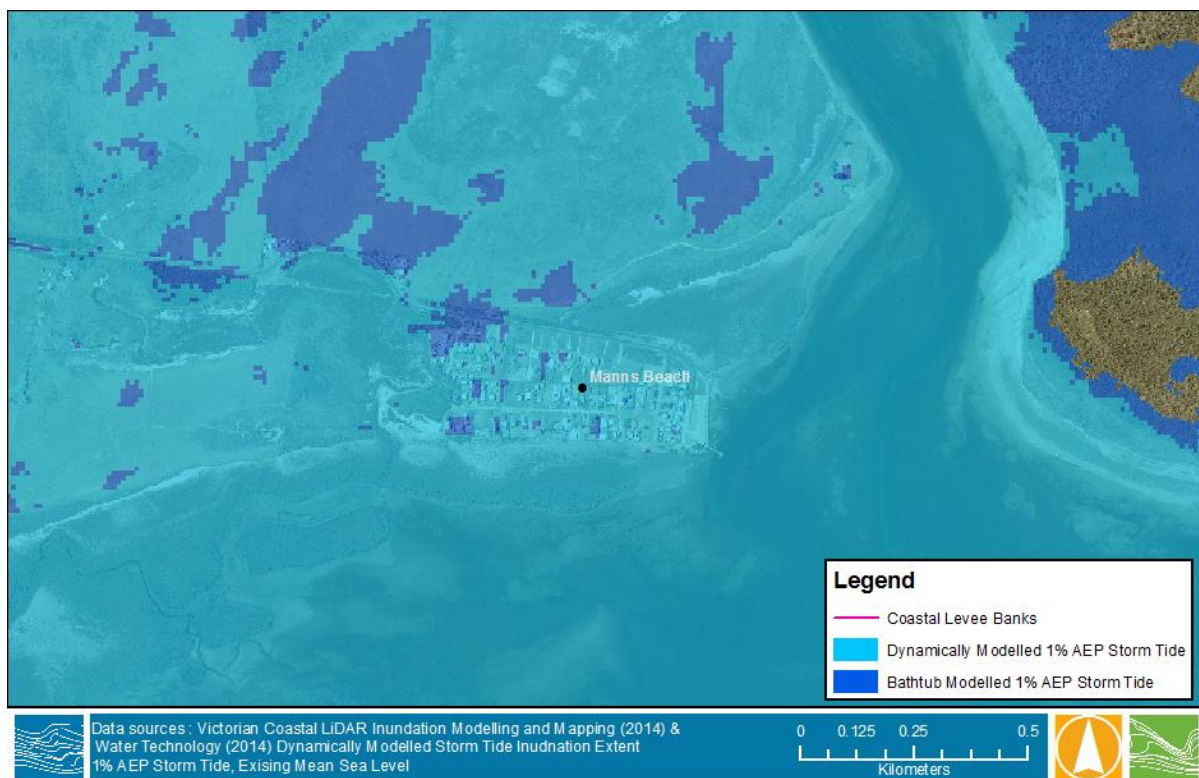 Manns Beach
Legend
Coastal Levee Banks
Dynamically Modelled 1% AEP Storm Tide
Bathtub Modelled 1% AEP Storm Tide
Data sources : Victorian Coastal LiDAR Inundation Modelling and Mapping (2014) &
Water Technology (2014) Dynamically Modelled Storm Tide Inudnation Extent
1% AEP Storm Tide, Exising Mean Sea Level
0 0.125 0.25 0.5
Kilometers